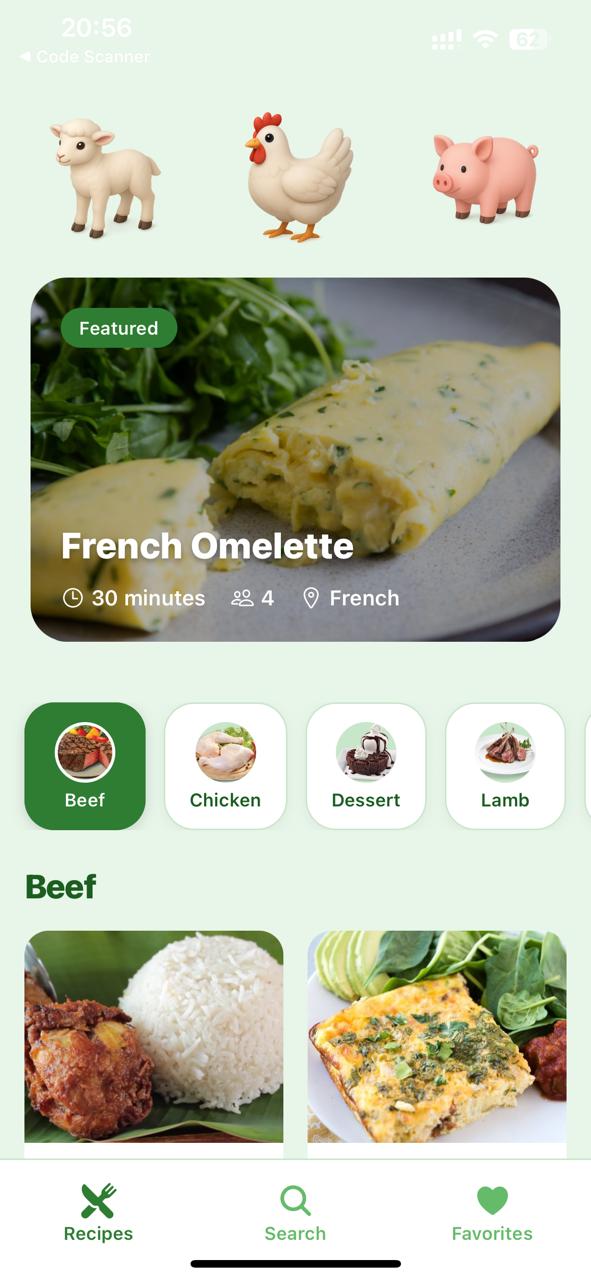 20:56
62
◀ Code Scanner
Featured
French Omelette
30 minutes 4 French
Beef Chicken Dessert Lamb
Beef
Recipes Search Favorites